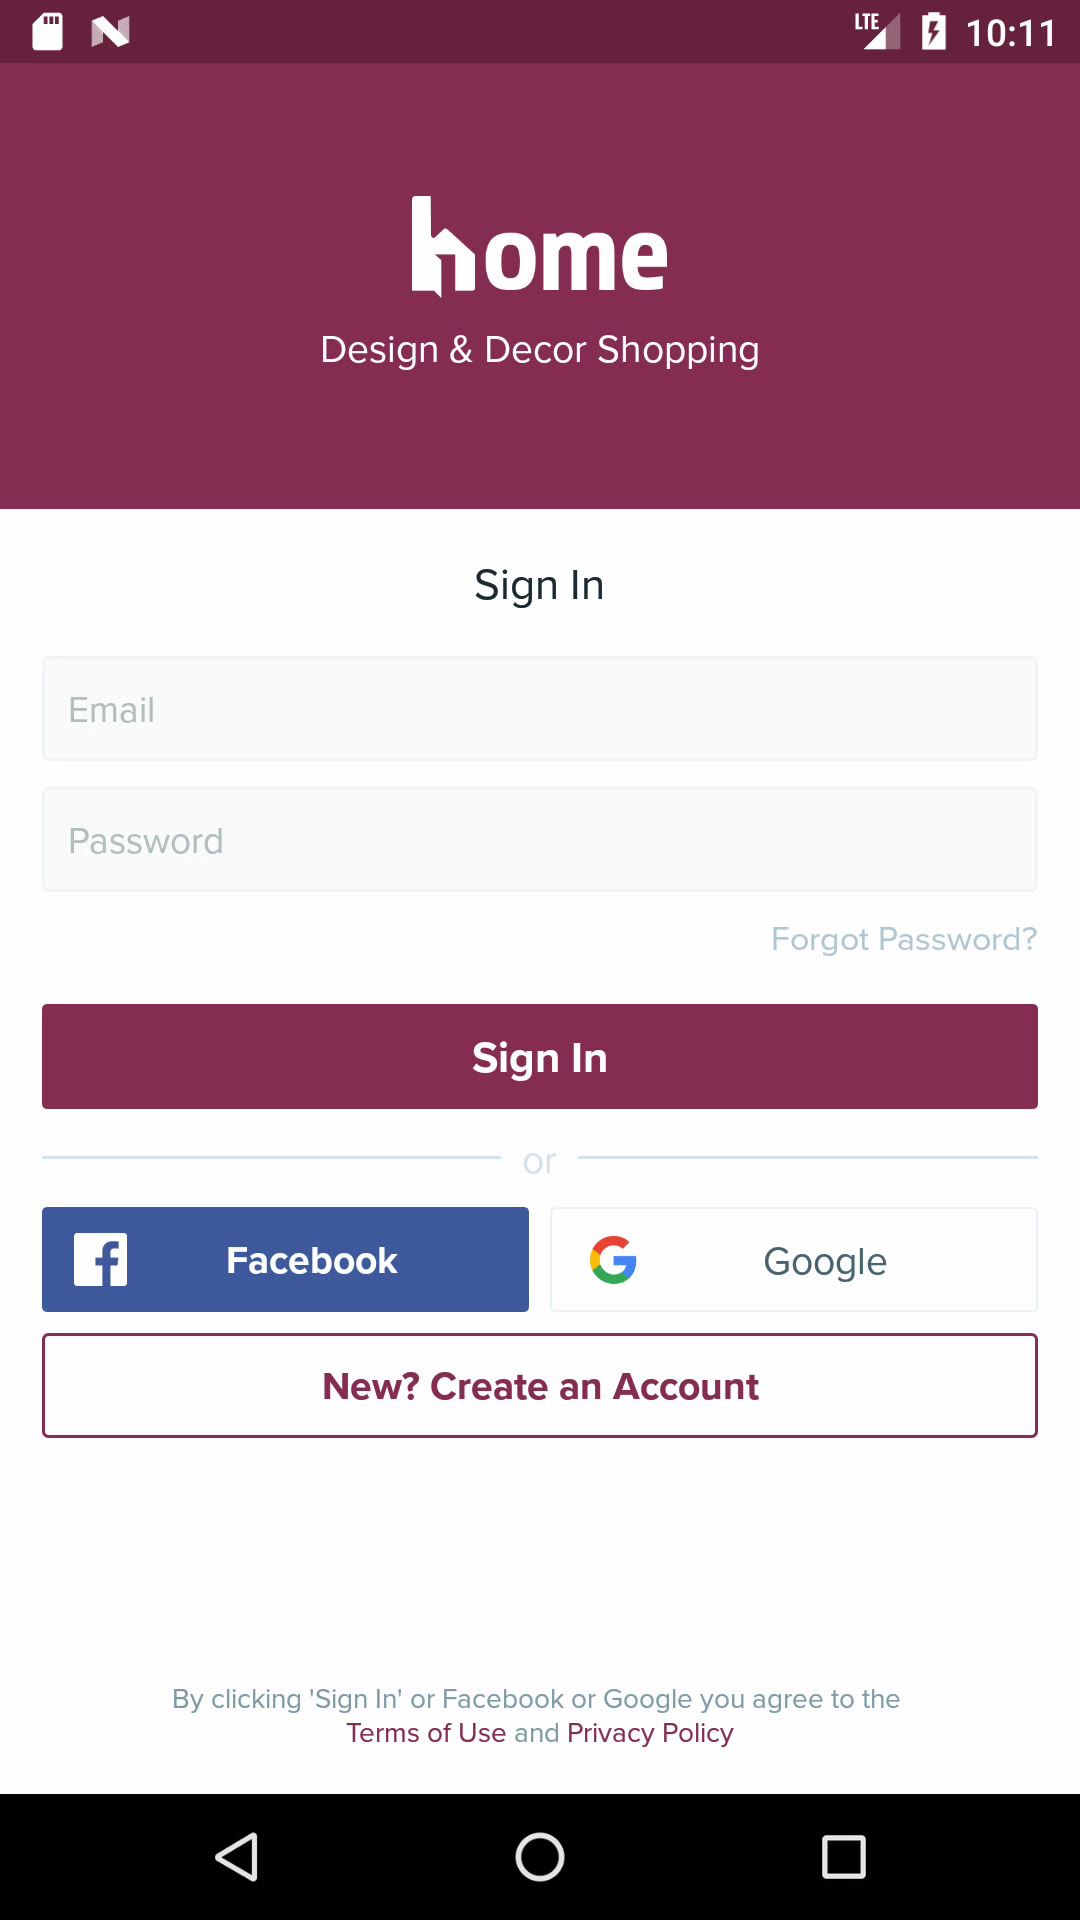 LTE 10:11
home
Design & Decor Shopping
Sign In
Email
Password
Forgot Password?
Sign In
or
Facebook
Google
New? Create an Account
By clicking 'Sign In' or Facebook or Google you agree to the
Terms of Use and Privacy Policy